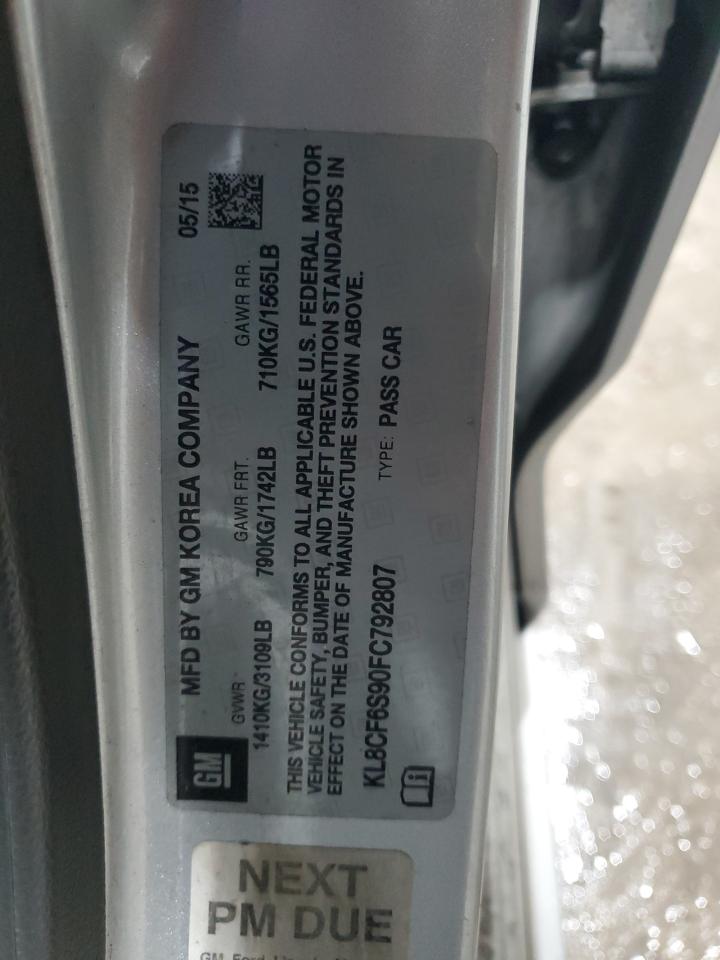 GM
MFD BY GM KOREA COMPANY 05/15
GVWR GAWR FRT. GAWR RR.
1410KG/3109LB 790KG/1742LB 710KG/1565LB
THIS VEHICLE CONFORMS TO ALL APPLICABLE U.S. FEDERAL MOTOR
VEHICLE SAFETY, BUMPER, AND THEFT PREVENTION STANDARDS IN
EFFECT ON THE DATE OF MANUFACTURE SHOWN ABOVE.
KL8CF6S90FC792807 TYPE: PASS CAR
NEXT
PM DUE
GM Ford